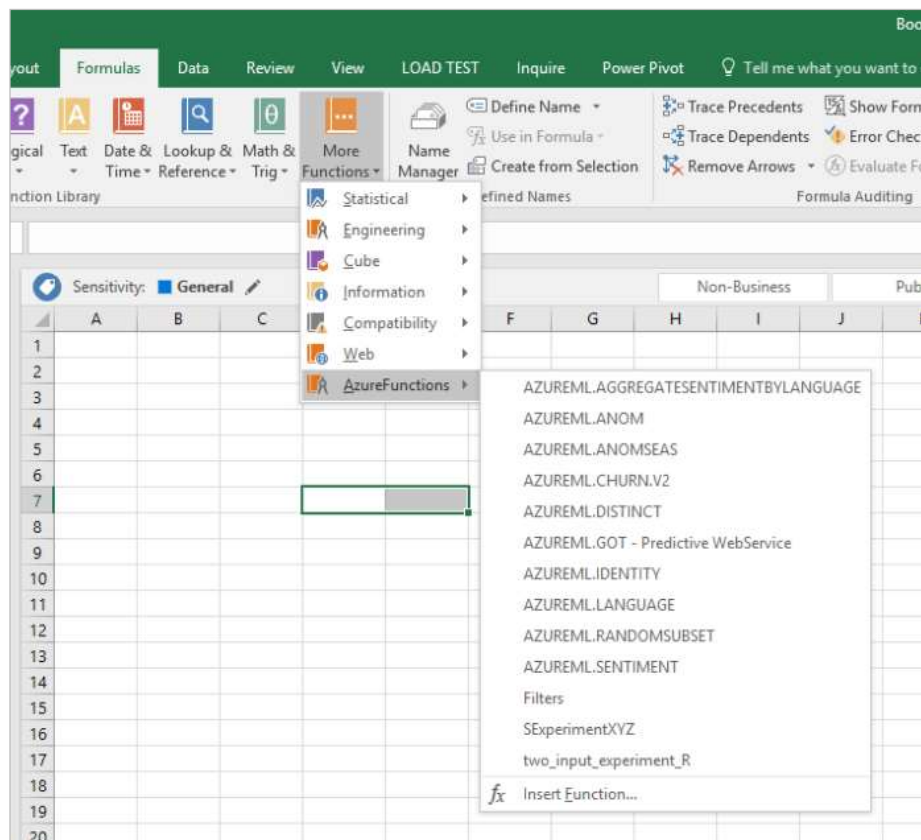 Boo
yout Formulas Data Review View LOAD TEST Inquire Power Pivot Tell me what you want to
Define Name Trace Precedents Show Form
Use in Formula Trace Dependents Error Chec
gical Text Date & Lookup & Math & More Name Create from Selection Remove Arrows Evaluate Fo
Time Reference Trig Functions Manager
nction Library efined Names Formula Auditing
Statistical
Engineering
Cube
Sensitivity: General Information Non-Business Pub
A B C Compatibility F G H I J
1 Web
2 AzureFunctions AZUREML.AGGREGATESENTIMENTBYLANGUAGE
3
4 AZUREML.ANOM
5 AZUREML.ANOMSEAS
6 AZUREML.CHURN.V2
7 AZUREML.DISTINCT
8 AZUREML.GOT - Predictive WebService
9
10 AZUREML.IDENTITY
11 AZUREML.LANGUAGE
12 AZUREML.RANDOMSUBSET
13 AZUREML.SENTIMENT
14
15 Filters
16 SExperimentXYZ
17 two_input_experiment_R
18 fx Insert Function...
19
20